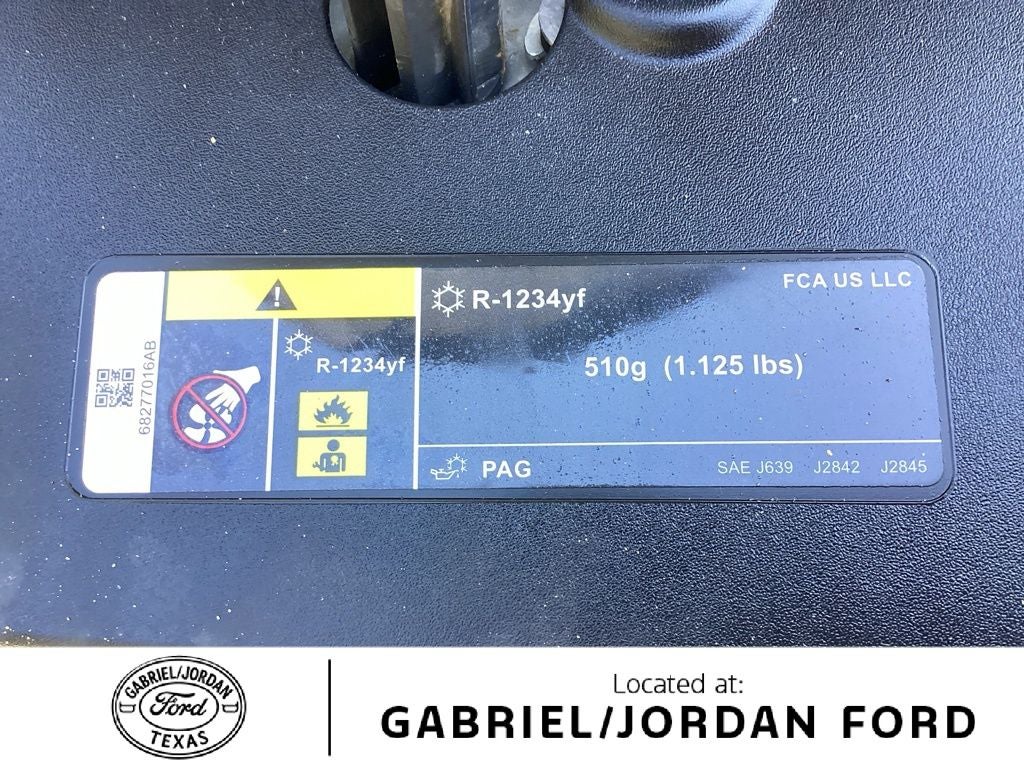 FCA US LLC
R-1234yf
510g (1.125 lbs)
R-1234yf
68277016AB
PAG
SAE J639 J2842 J2845
GABRIEL/JORDAN
Ford
TEXAS
Located at:
GABRIEL/JORDAN FORD